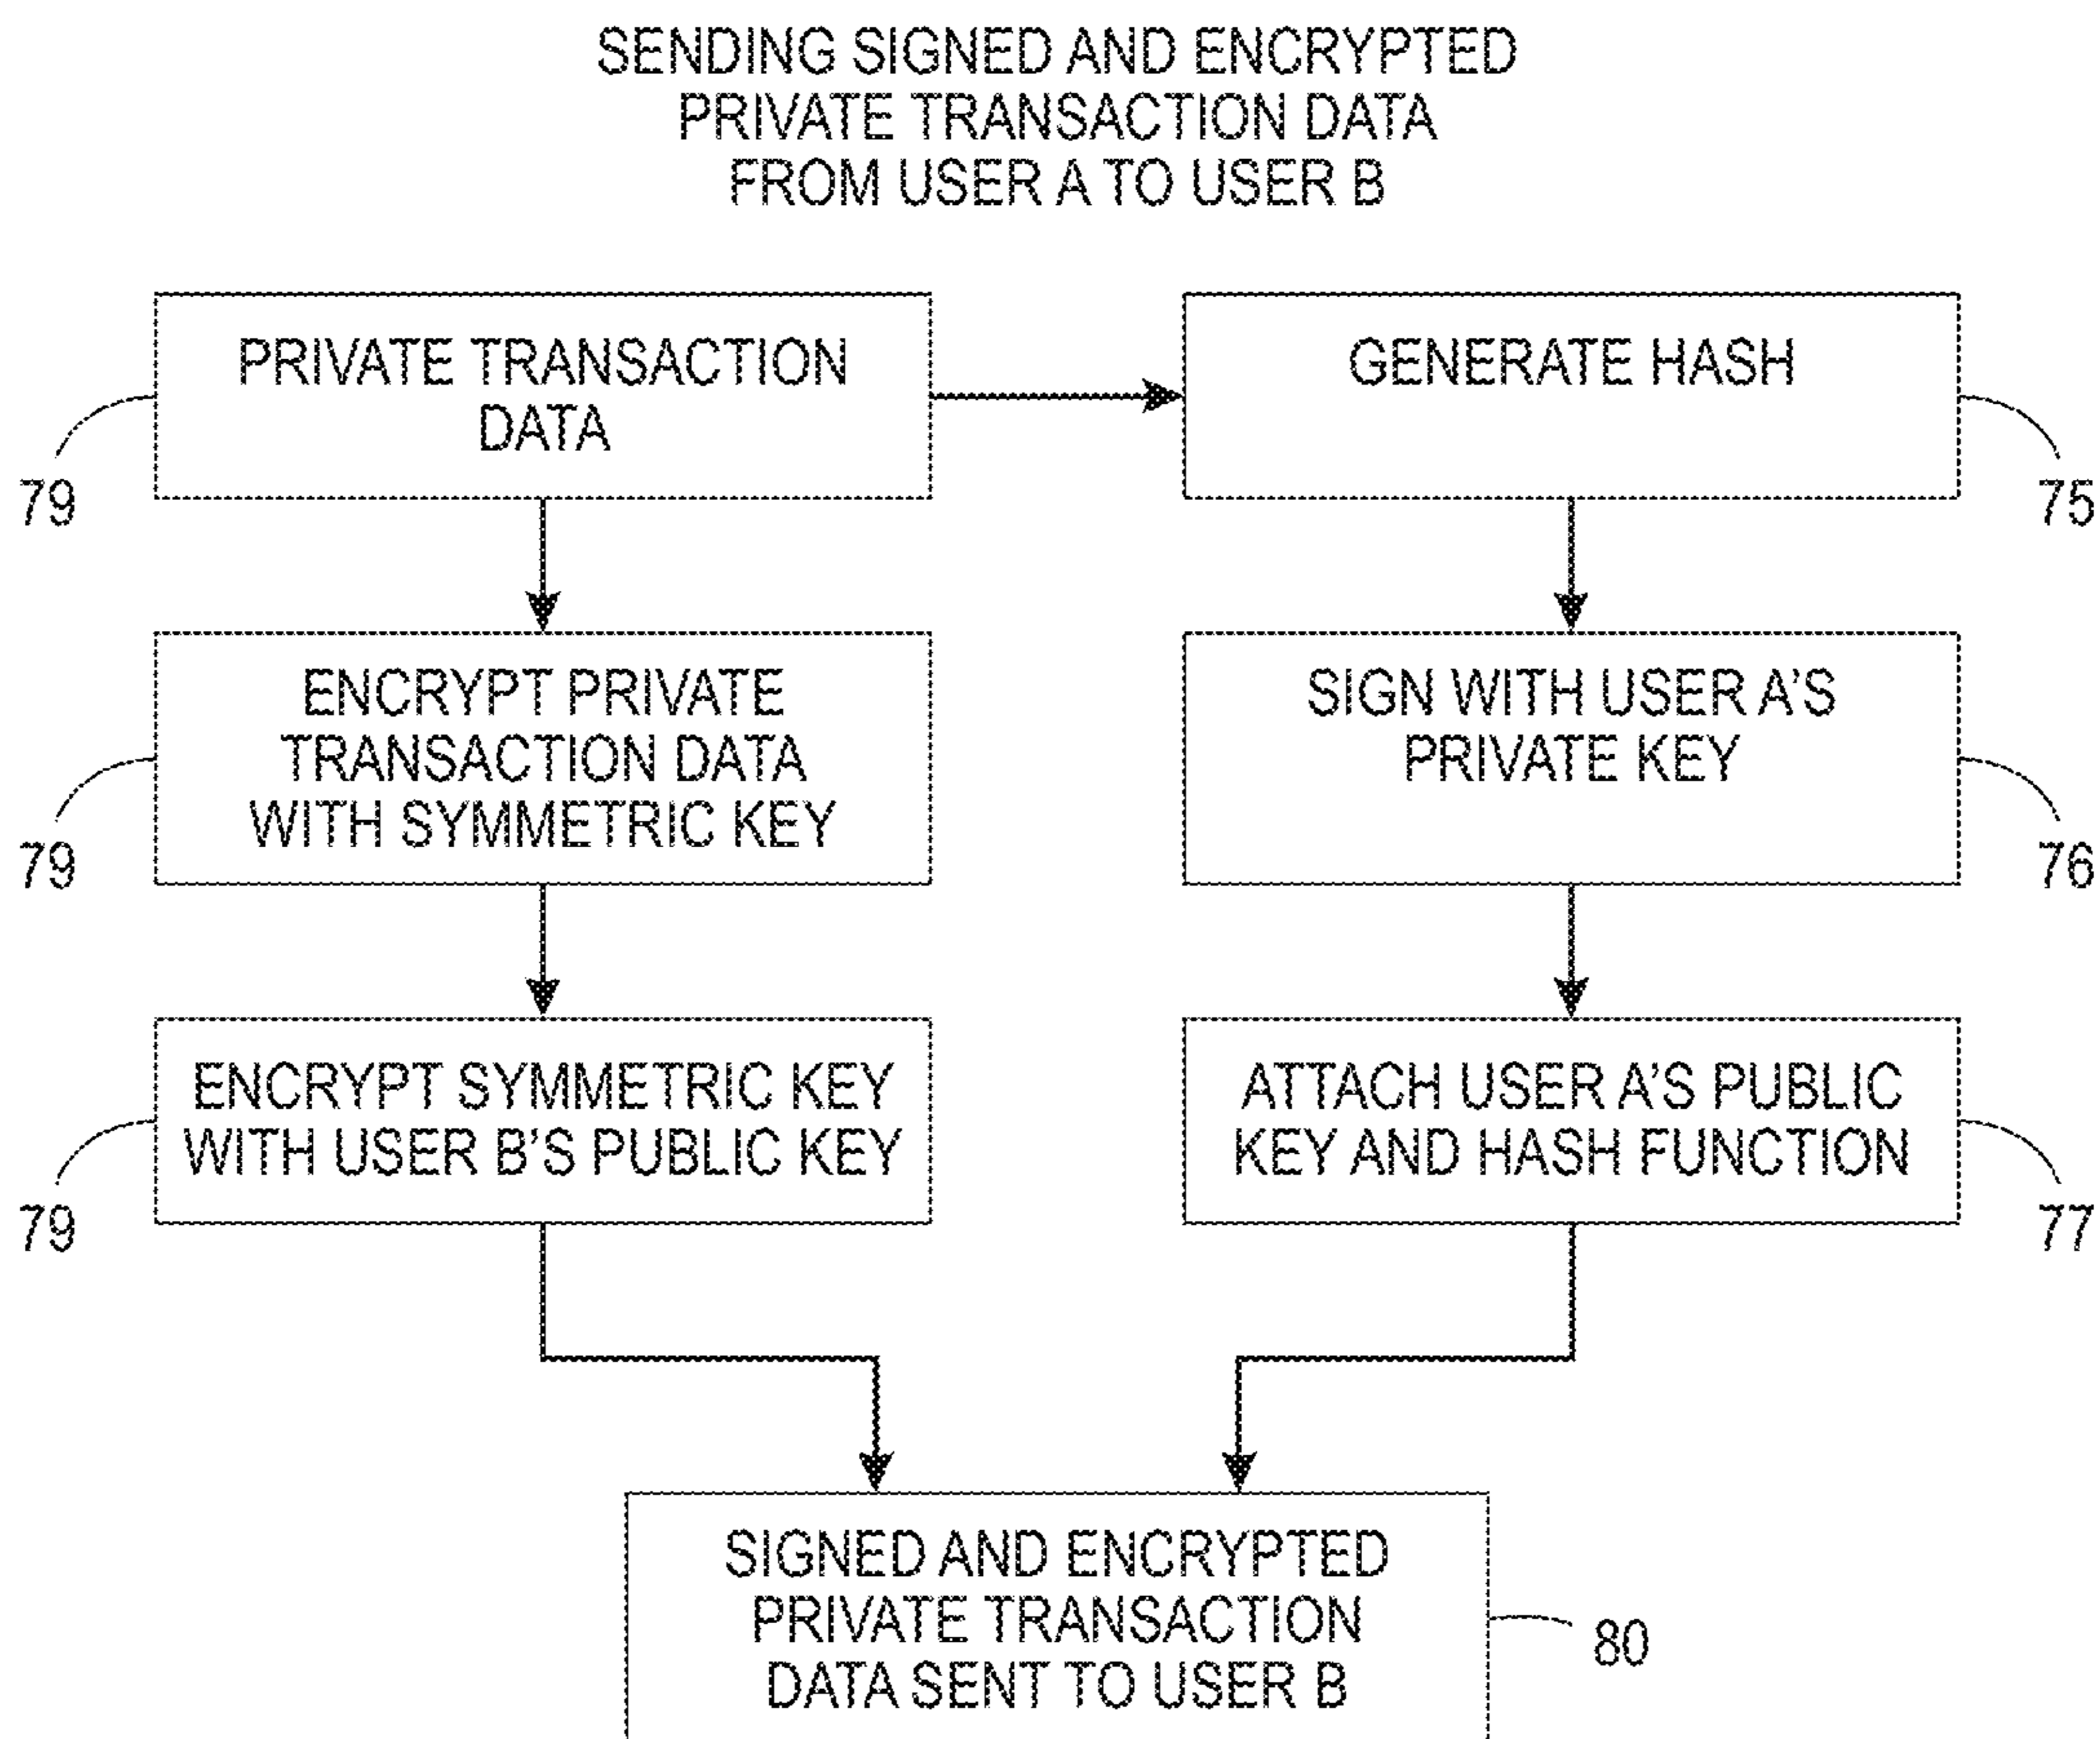 SENDING SIGNED AND ENCRYPTED
PRIVATE TRANSACTION DATA
FROM USER A TO USER B
PRIVATE TRANSACTION
DATA
79
GENERATE HASH
75
ENCRYPT PRIVATE
TRANSACTION DATA
WITH SYMMETRIC KEY
79
SIGN WITH USER A'S
PRIVATE KEY
76
ENCRYPT SYMMETRIC KEY
WITH USER B'S PUBLIC KEY
79
ATTACH USER A'S PUBLIC
KEY AND HASH FUNCTION
77
SIGNED AND ENCRYPTED
PRIVATE TRANSACTION
DATA SENT TO USER B
80